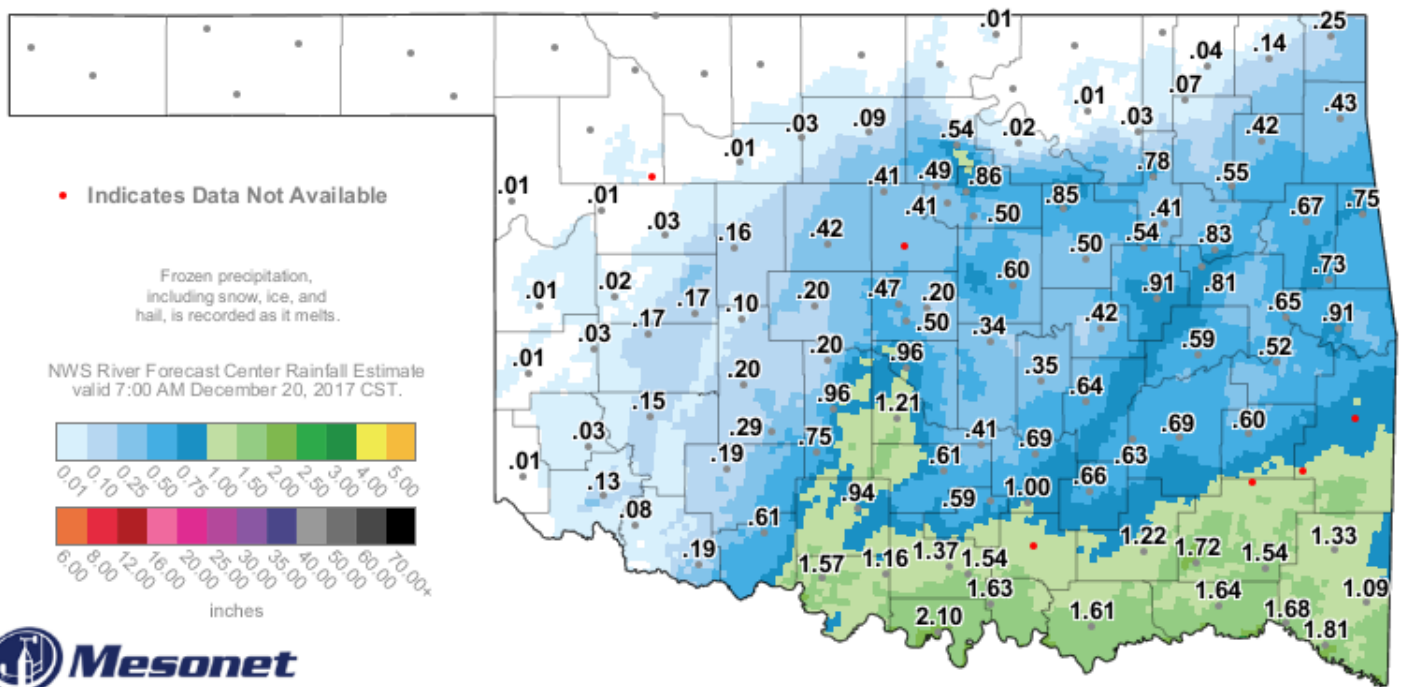 .01 .25
.04 .14
.07
.01 .43
.03 .09 .54 .02 .03 .42
.01
.78
.41 .49 .86 .55
.01
.01 .41 .50 .85 .41 .67 .75
• Indicates Data Not Available
.03 .16 .42 .50 .54 .83
Frozen precipitation,
including snow, ice, and
hail, is recorded as it melts.
.01 .02 .17 .10 .20 .47 .20 .60 .91 .81 .73
.17 .50 .34 .42 .65 .91
.03 .59
.01 .20 .96 .35 .52
NWS River Forecast Center Rainfall Estimate
valid 7:00 AM December 20, 2017 CST.
.20 .64
.15 .96 1.21
.03 .29 .75 .41 .69 .69 .60
.01 .19 .61 .63
0.01 0.10 0.25 0.50 0.75 1.00 1.50 2.00 2.50 3.00 4.00 5.00
.13 .94 .59 1.00 .66
.08 .61
6.00 8.00 12.00 16.00 20.00 25.00 30.00 35.00 40.00 50.00 60.00 70.00+
inches
.19 1.57 1.16 1.37 1.54 1.22 1.72 1.54 1.33
1.63 1.64 1.09
2.10 1.61 1.68
1.81
Mesonet